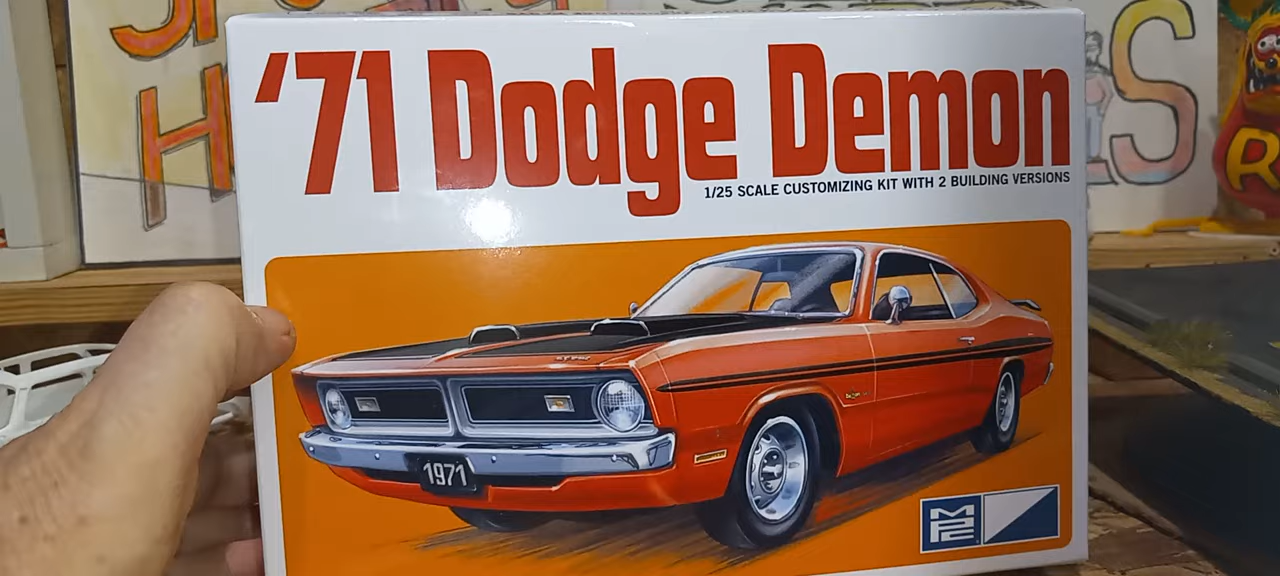 '71 Dodge Demon
1/25 SCALE CUSTOMIZING KIT WITH 2 BUILDING VERSIONS
1971
MPC